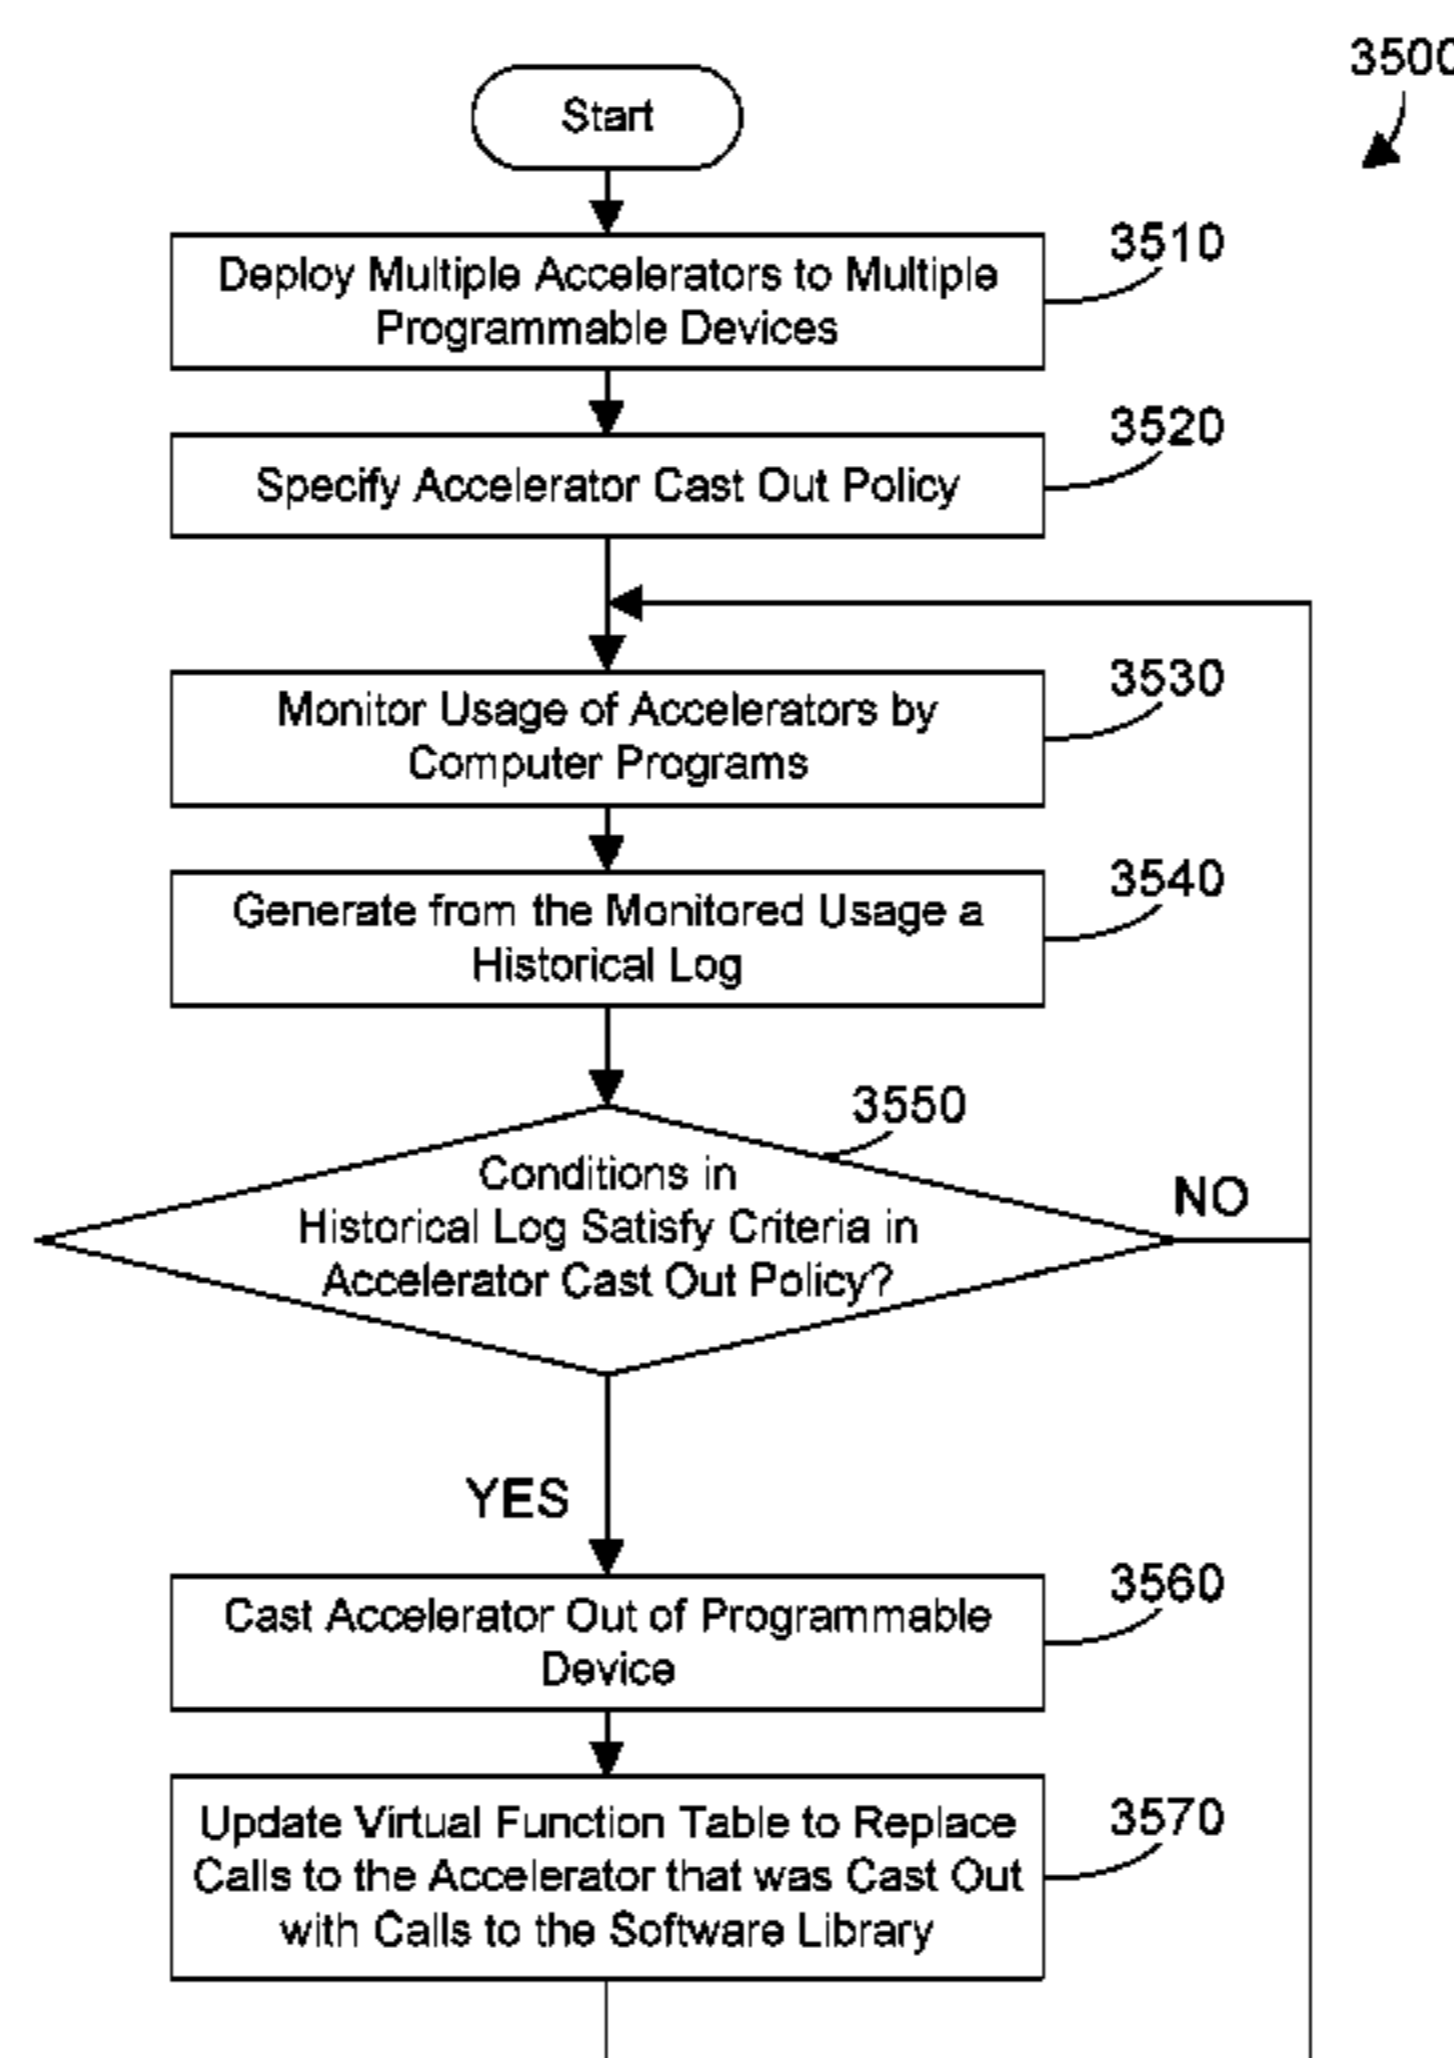 3500
Start
3510
Deploy Multiple Accelerators to Multiple
Programmable Devices
3520
Specify Accelerator Cast Out Policy
3530
Monitor Usage of Accelerators by
Computer Programs
3540
Generate from the Monitored Usage a
Historical Log
3550
Conditions in
Historical Log Satisfy Criteria in
Accelerator Cast Out Policy?
NO
YES
3560
Cast Accelerator Out of Programmable
Device
3570
Update Virtual Function Table to Replace
Calls to the Accelerator that was Cast Out
with Calls to the Software Library